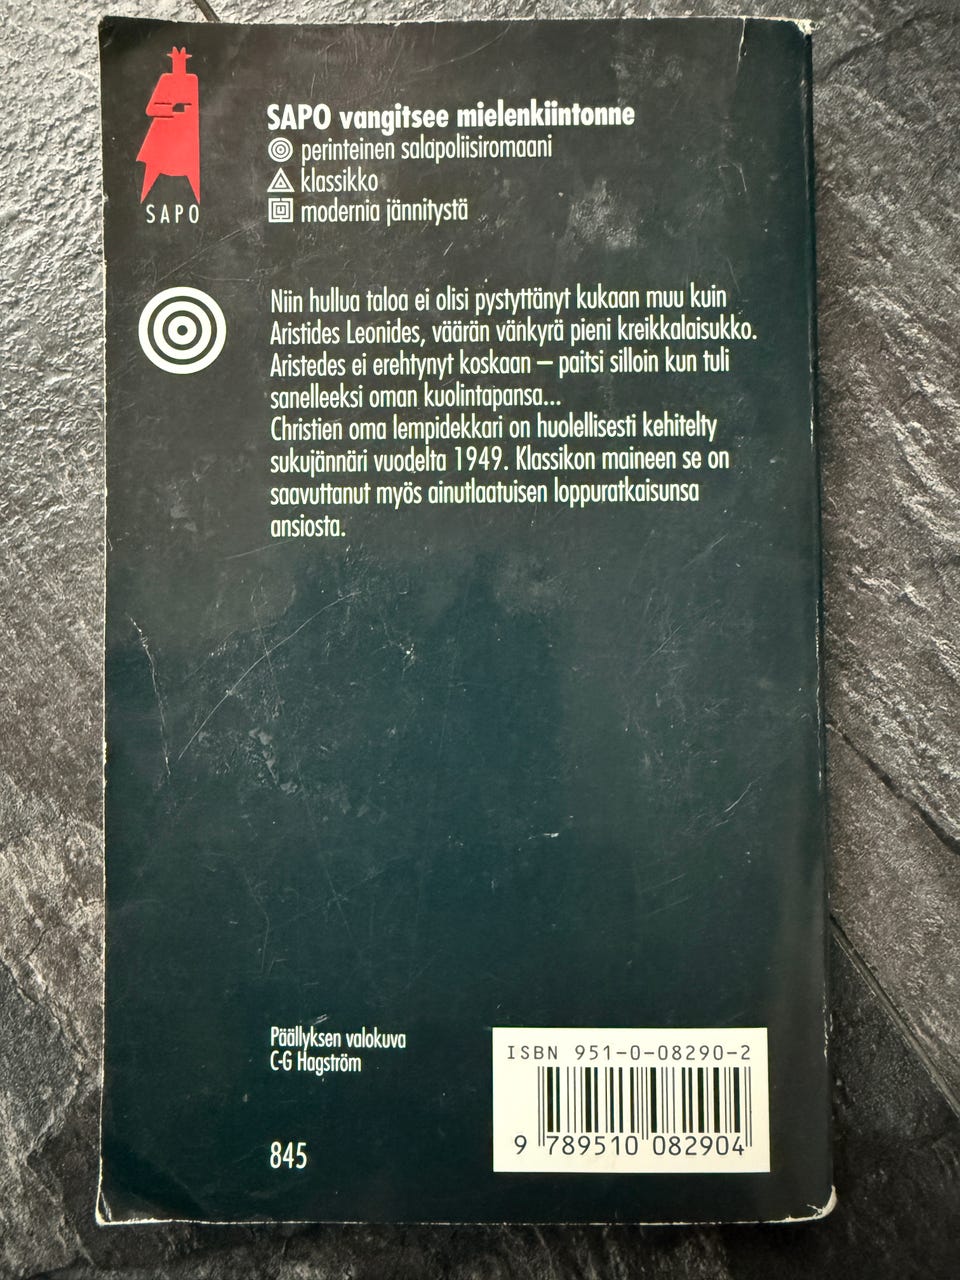 SAPO
SAPO vangitsee mielenkiintonne
perinteinen salapoliisiromaani
klassikko
modernia jännitystä
Niin hullua taloa ei olisi pystyttänyt kukaan muu kuin
Aristides Leonides, väärän vänkyrä pieni kreikkalaisukko.
Aristedes ei erehtynyt koskaan – paitsi silloin kun tuli
sanelleeksi oman kuolintapansa...
Christien oma lempidekkari on huolellisesti kehitelty
sukujännäri vuodelta 1949. Klassikon maineen se on
saavuttanut myös ainutlaatuisen loppuratkaisunsa
ansiosta.
Päällyksen valokuva
C-G Hagström
845
ISBN 951-0-08290-2
9 789510 082904